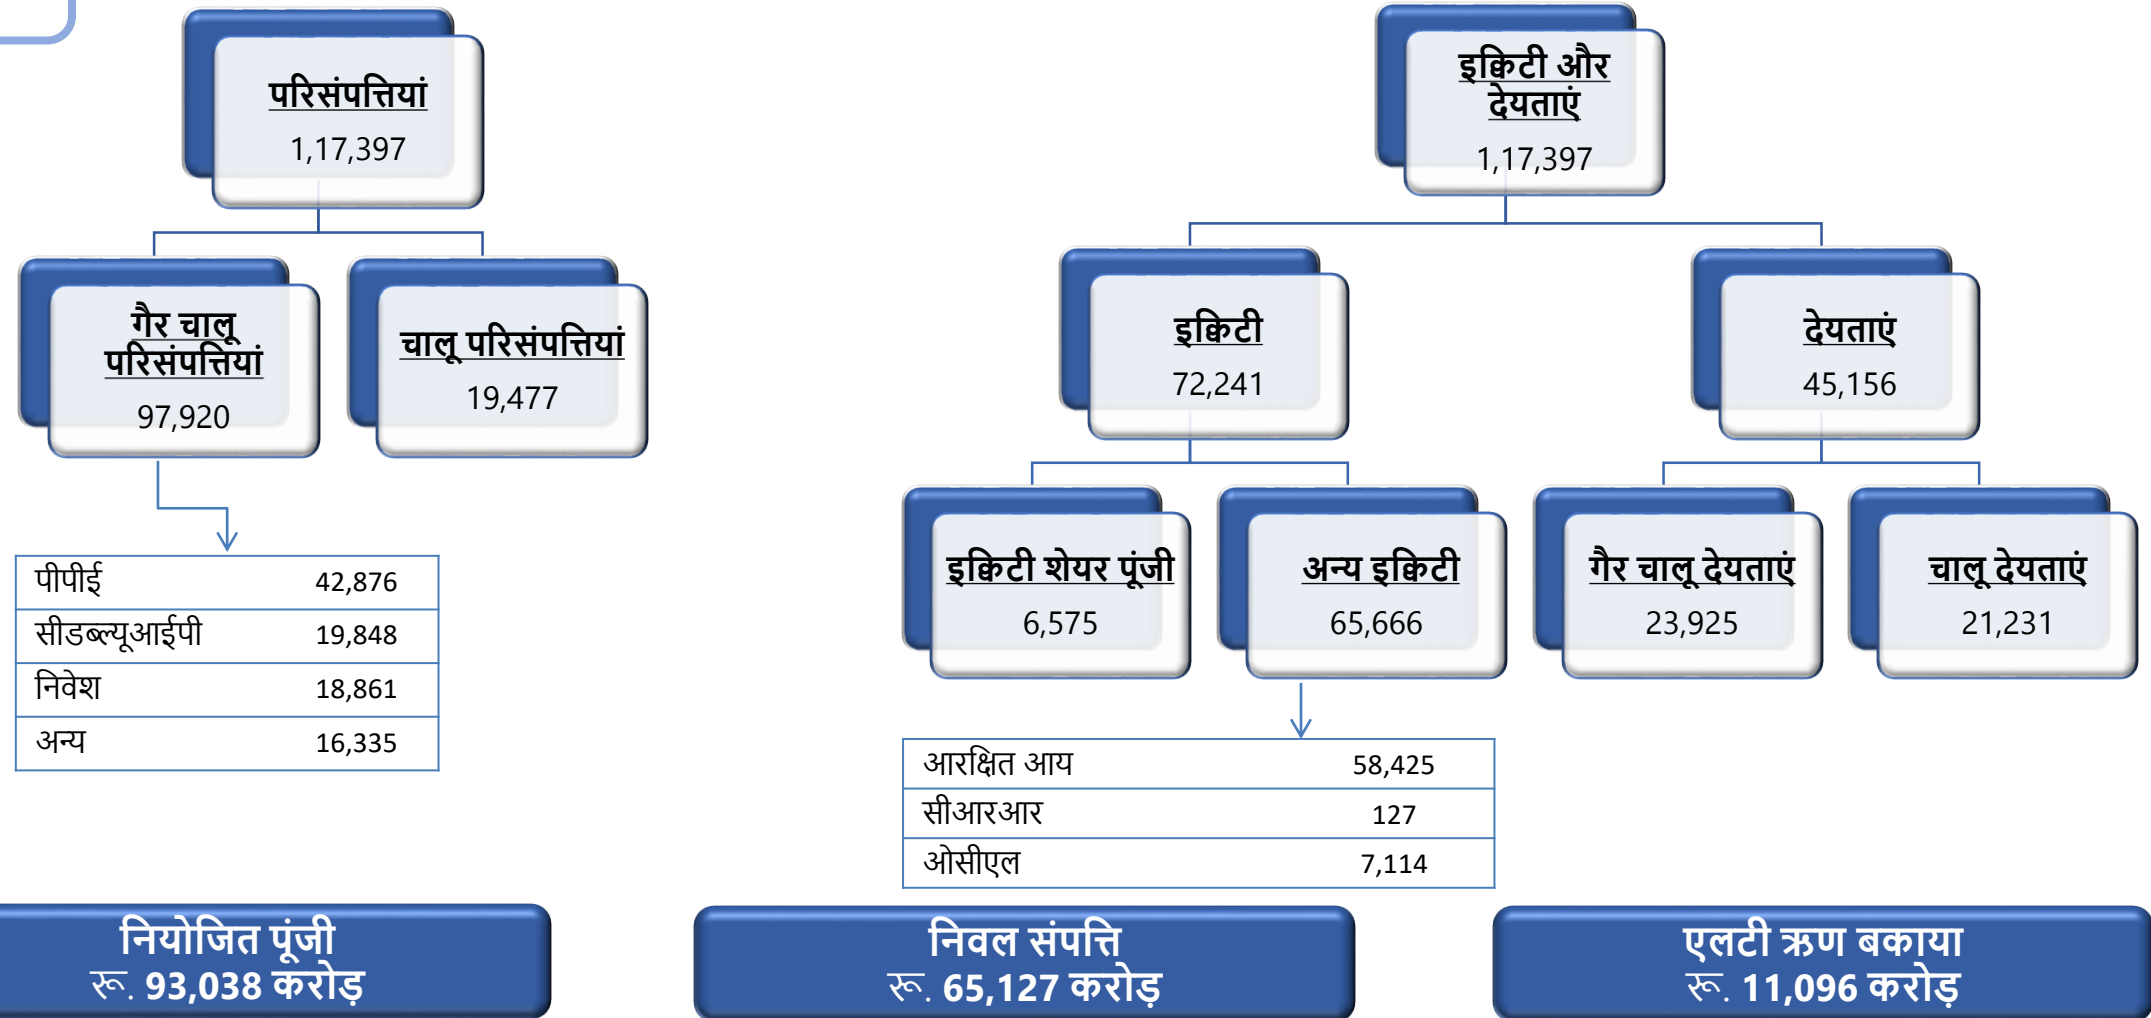 परिसंपत्तियां
1,17,397
गैर चालू
परिसंपत्तियां
97,920
चालू परिसंपत्तियां
19,477
पीपीई 42,876
सीडब्ल्यूआईपी 19,848
निवेश 18,861
अन्य 16,335
इक्विटी और
देयताएं
1,17,397
इक्विटी
72,241
देयताएं
45,156
इक्विटी शेयर पूंजी
6,575
अन्य इक्विटी
65,666
गैर चालू देयताएं
23,925
चालू देयताएं
21,231
आरक्षित आय 58,425
सीआरआर 127
ओसीएल 7,114
नियोजित पूंजी
रू. 93,038 करोड़
निवल संपत्ति
रू. 65,127 करोड़
एलटी ऋण बकाया
रू. 11,096 करोड़